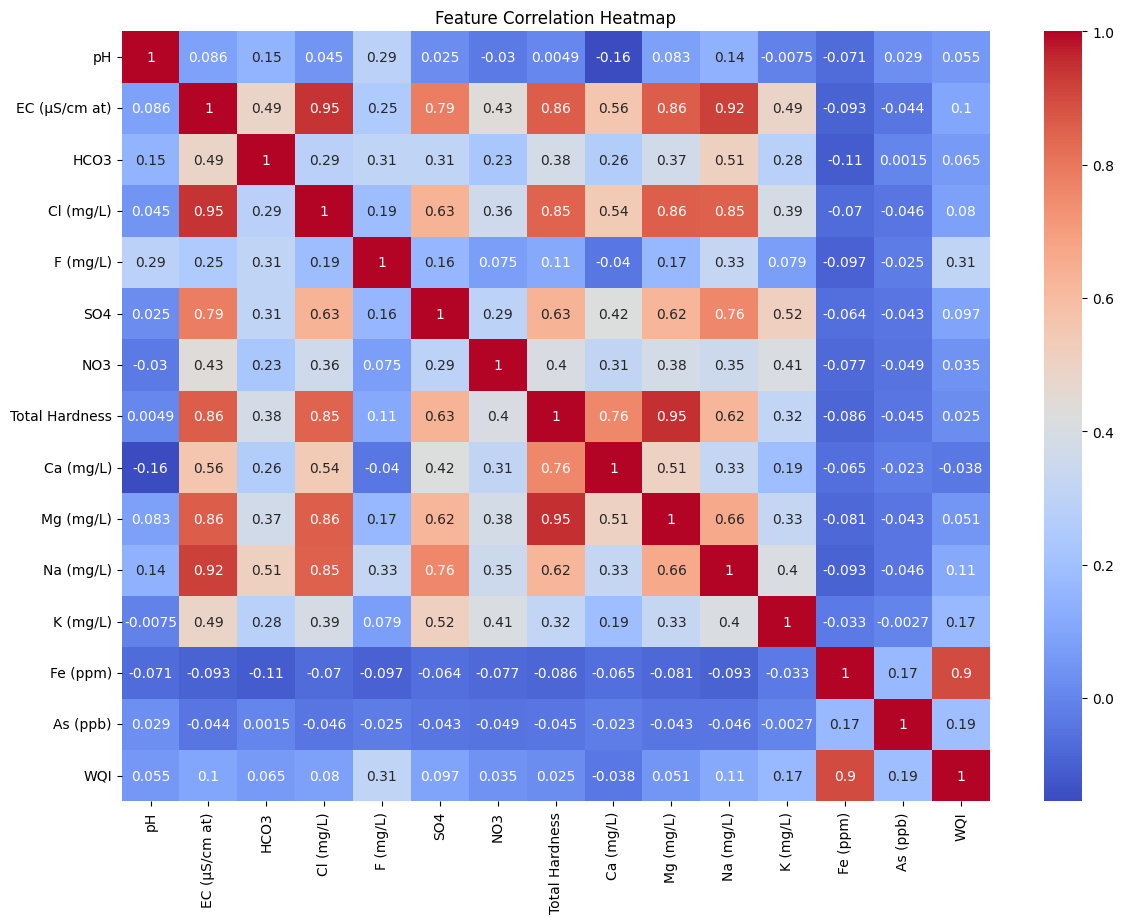 Feature Correlation Heatmap
pH 1 0.086 0.15 0.045 0.29 0.025 -0.03 0.0049 -0.16 0.083 0.14 -0.0075 -0.071 0.029 0.055
EC (µS/cm at) 0.086 1 0.49 0.95 0.25 0.79 0.43 0.86 0.56 0.86 0.92 0.49 -0.093 -0.044 0.1
HCO3 0.15 0.49 1 0.29 0.31 0.31 0.23 0.38 0.26 0.37 0.51 0.28 -0.11 0.0015 0.065
Cl (mg/L) 0.045 0.95 0.29 1 0.19 0.63 0.36 0.85 0.54 0.86 0.85 0.39 -0.07 -0.046 0.08
F (mg/L) 0.29 0.25 0.31 0.19 1 0.16 0.075 0.11 -0.04 0.17 0.33 0.079 -0.097 -0.025 0.31
SO4 0.025 0.79 0.31 0.63 0.16 1 0.29 0.63 0.42 0.62 0.76 0.52 -0.064 -0.043 0.097
NO3 -0.03 0.43 0.23 0.36 0.075 0.29 1 0.4 0.31 0.38 0.35 0.41 -0.077 -0.049 0.035
Total Hardness 0.0049 0.86 0.38 0.85 0.11 0.63 0.4 1 0.76 0.95 0.62 0.32 -0.086 -0.045 0.025
Ca (mg/L) -0.16 0.56 0.26 0.54 -0.04 0.42 0.31 0.76 1 0.51 0.33 0.19 -0.065 -0.023 -0.038
Mg (mg/L) 0.083 0.86 0.37 0.86 0.17 0.62 0.38 0.95 0.51 1 0.66 0.33 -0.081 -0.043 0.051
Na (mg/L) 0.14 0.92 0.51 0.85 0.33 0.76 0.35 0.62 0.33 0.66 1 0.4 -0.093 -0.046 0.11
K (mg/L) -0.0075 0.49 0.28 0.39 0.079 0.52 0.41 0.32 0.19 0.33 0.4 1 -0.033 -0.0027 0.17
Fe (ppm) -0.071 -0.093 -0.11 -0.07 -0.097 -0.064 -0.077 -0.086 -0.065 -0.081 -0.093 -0.033 1 0.17 0.9
As (ppb) 0.029 -0.044 0.0015 -0.046 -0.025 -0.043 -0.049 -0.045 -0.023 -0.043 -0.046 -0.0027 0.17 1 0.19
WQI 0.055 0.1 0.065 0.08 0.31 0.097 0.035 0.025 -0.038 0.051 0.11 0.17 0.9 0.19 1
pH
EC (µS/cm at)
HCO3
Cl (mg/L)
F (mg/L)
SO4
NO3
Total Hardness
Ca (mg/L)
Mg (mg/L)
Na (mg/L)
K (mg/L)
Fe (ppm)
As (ppb)
WQI
1.0
0.8
0.6
0.4
0.2
0.0